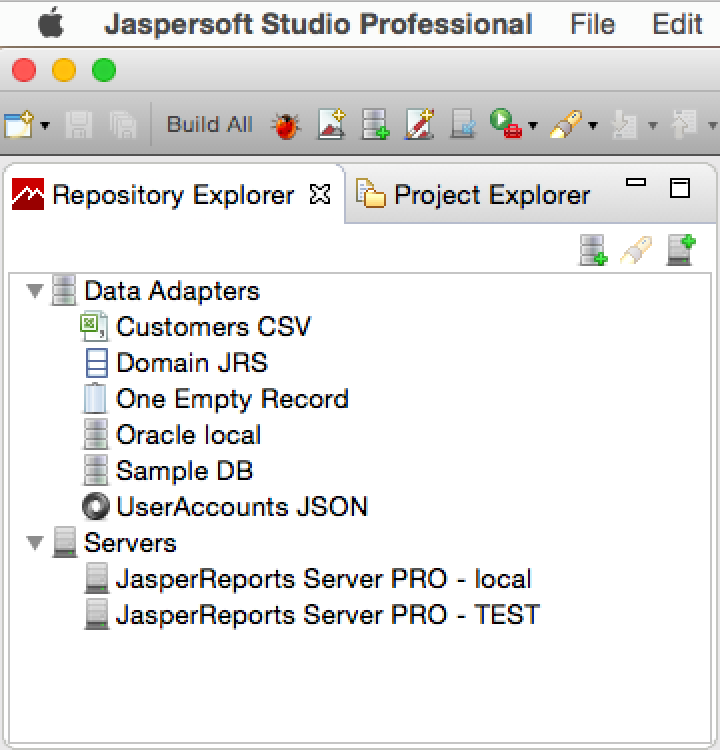 Jaspersoft Studio Professional File Edit
Build All
Repository Explorer Project Explorer
Data Adapters
Customers CSV
Domain JRS
One Empty Record
Oracle local
Sample DB
UserAccounts JSON
Servers
JasperReports Server PRO - local
JasperReports Server PRO - TEST